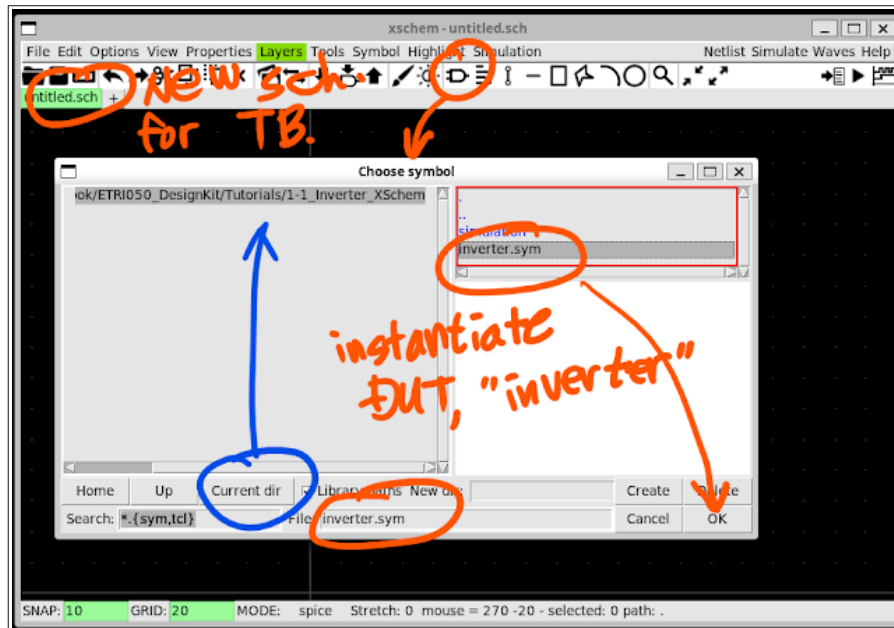 xschem - untitled.sch
File Edit Options View Properties Layers Tools Symbol Highlight Simulation Netlist Simulate Waves Help
untitled.sch +
New sch.
for TB.
Choose symbol
ok/ETRI050_DesignKit/Tutorials/1-1_Inverter_XSchem
.
..
simulation
inverter.sym
instantiate
DUT, "inverter"
Home Up Current dir Library paths New dir: Create Delete
Search: *.{sym,tcl} File: inverter.sym Cancel OK
SNAP: 10 GRID: 20 MODE: spice Stretch: 0 mouse = 270 -20 - selected: 0 path: .